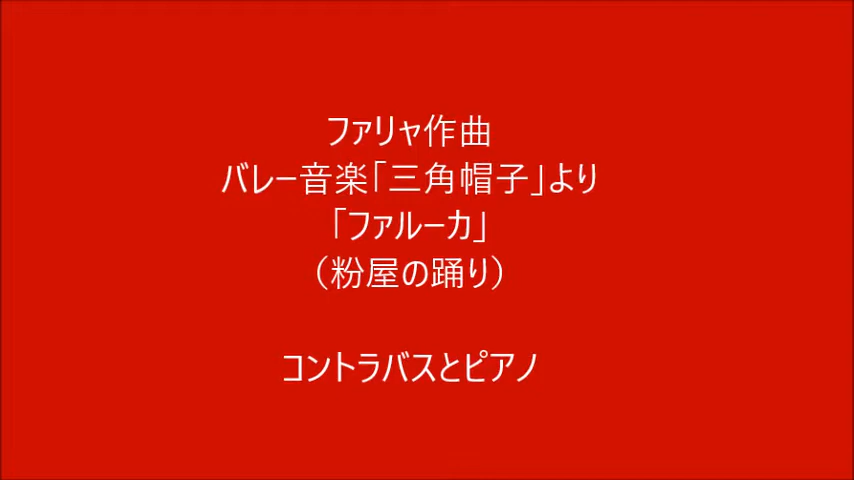 ファリャ作曲
バレー音楽「三角帽子」より
「ファルーカ」
（粉屋の踊り）
コントラバスとピアノ